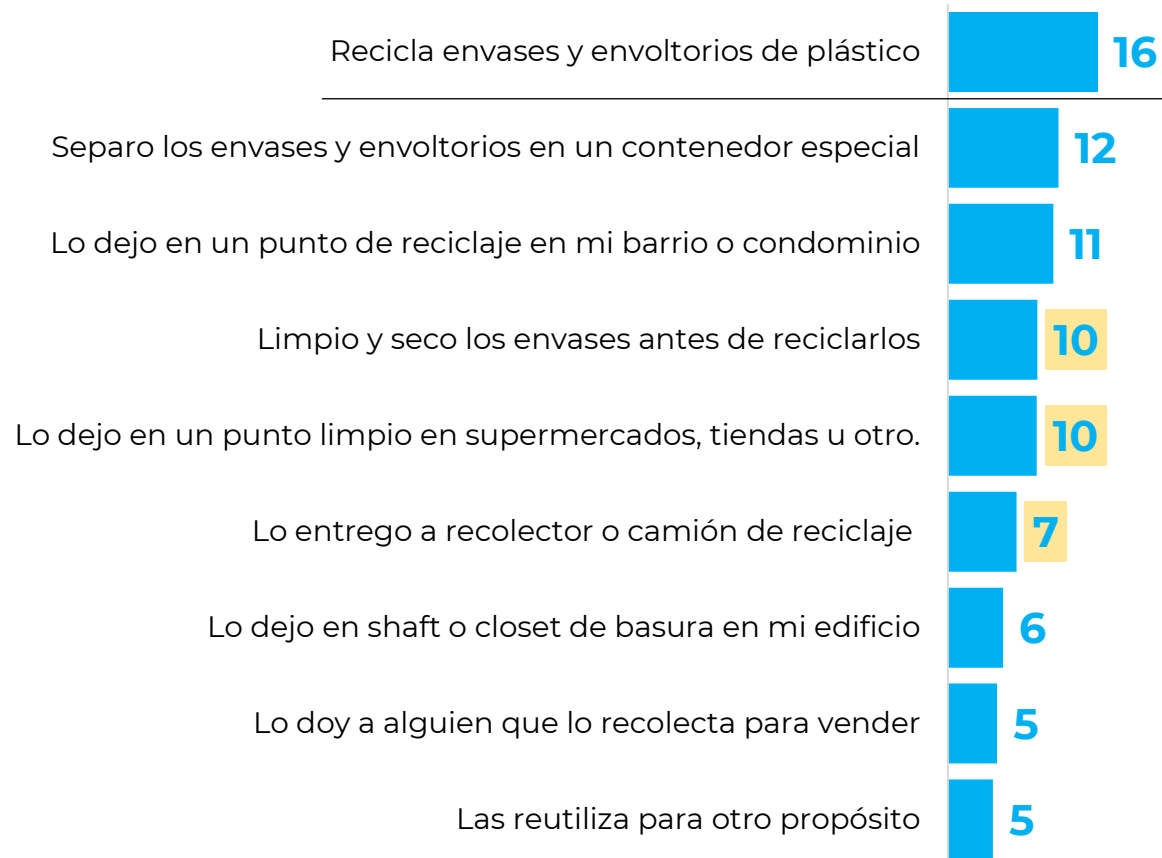 Recicla envases y envoltorios de plástico 16
Separo los envases y envoltorios en un contenedor especial 12
Lo dejo en un punto de reciclaje en mi barrio o condominio 11
Limpio y seco los envases antes de reciclarlos 10
Lo dejo en un punto limpio en supermercados, tiendas u otro. 10
Lo entrego a recolector o camión de reciclaje 7
Lo dejo en shaft o closet de basura en mi edificio 6
Lo doy a alguien que lo recolecta para vender 5
Las reutiliza para otro propósito 5